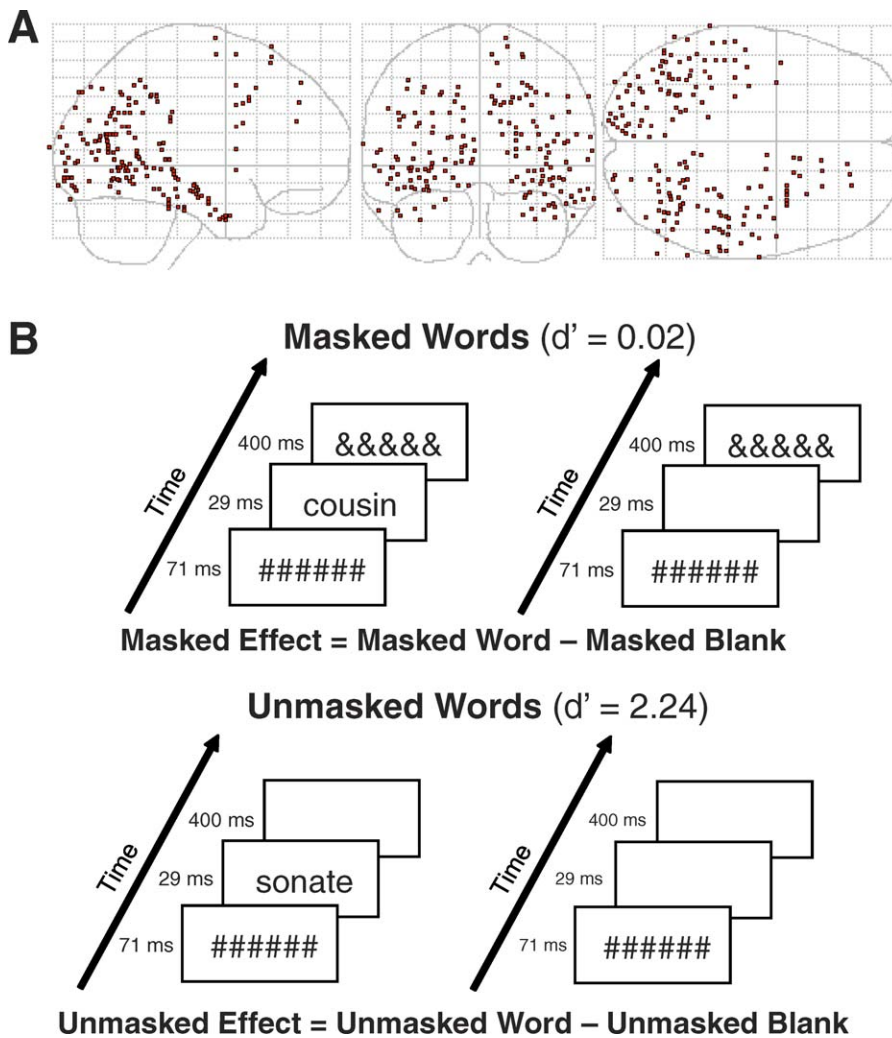 A
B
Masked Words (d' = 0.02)
Time
400 ms
&&&&&
29 ms
cousin
71 ms
######
Time
400 ms
&&&&&
29 ms
71 ms
######
Masked Effect = Masked Word – Masked Blank
Unmasked Words (d' = 2.24)
Time
400 ms
29 ms
sonate
71 ms
######
Time
400 ms
29 ms
71 ms
######
Unmasked Effect = Unmasked Word – Unmasked Blank